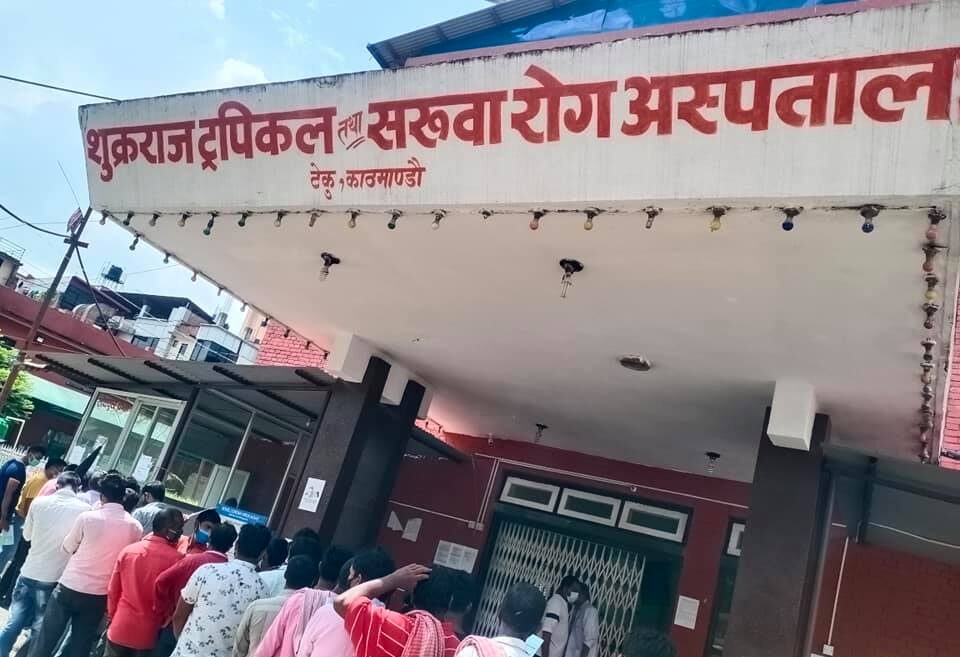 शुक्रराज ट्रपिकल तथा सरूवा रोग अस्पताल
टेकु, काठमाण्डौ